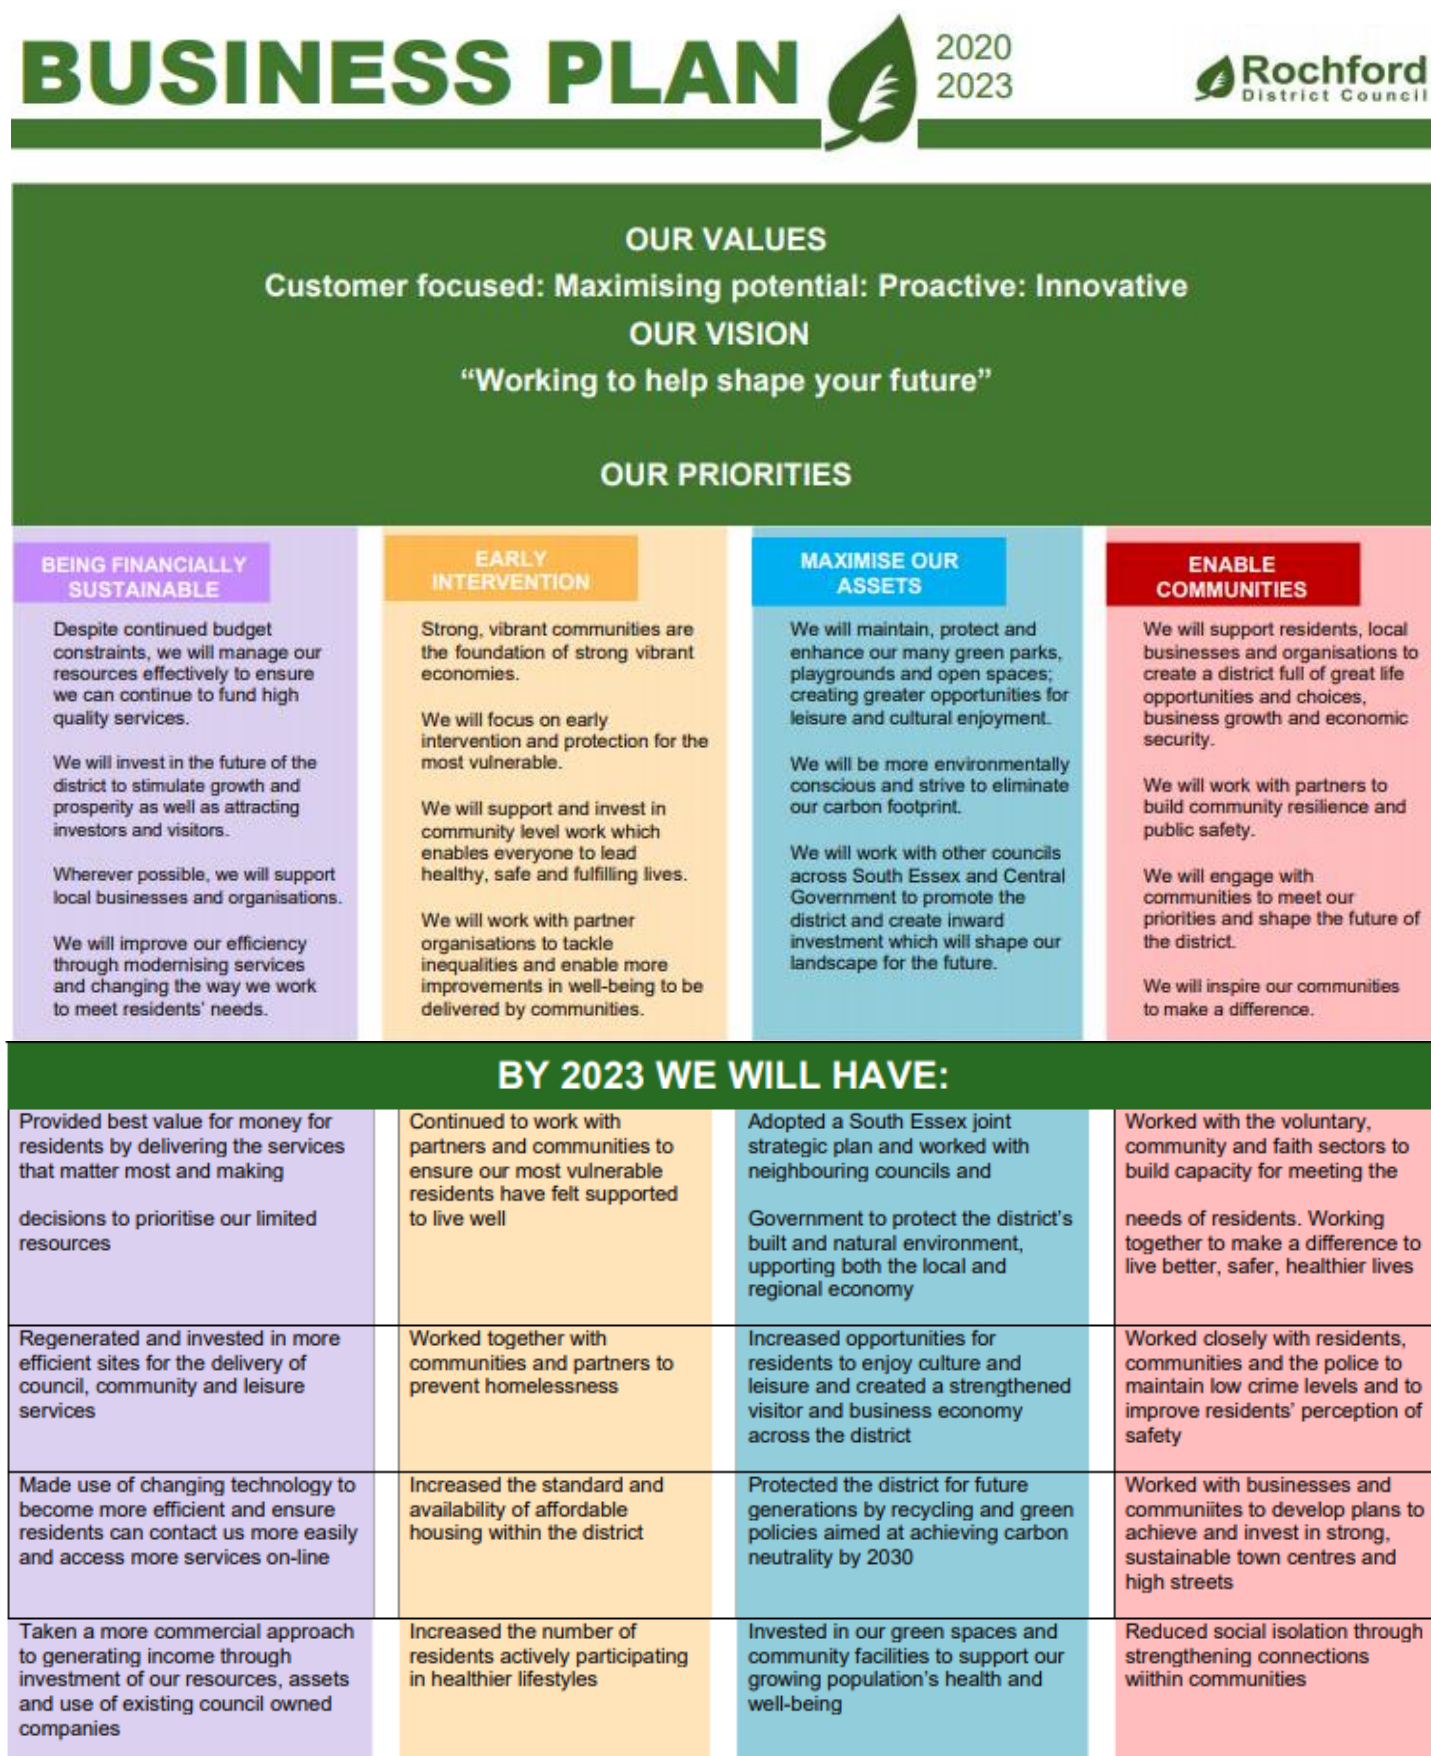 BUSINESS PLAN
2020
2023
Rochford
District Council
OUR VALUES
Customer focused: Maximising potential: Proactive: Innovative
OUR VISION
“Working to help shape your future”
OUR PRIORITIES
BEING FINANCIALLY
SUSTAINABLE
Despite continued budget
constraints, we will manage our
resources effectively to ensure
we can continue to fund high
quality services.
We will invest in the future of the
district to stimulate growth and
prosperity as well as attracting
investors and visitors.
Wherever possible, we will support
local businesses and organisations.
We will improve our efficiency
through modernising services
and changing the way we work
to meet residents’ needs.
EARLY
INTERVENTION
Strong, vibrant communities are
the foundation of strong vibrant
economies.
We will focus on early
intervention and protection for the
most vulnerable.
We will support and invest in
community level work which
enables everyone to lead
healthy, safe and fulfilling lives.
We will work with partner
organisations to tackle
inequalities and enable more
improvements in well-being to be
delivered by communities.
MAXIMISE OUR
ASSETS
We will maintain, protect and
enhance our many green parks,
playgrounds and open spaces;
creating greater opportunities for
leisure and cultural enjoyment.
We will be more environmentally
conscious and strive to eliminate
our carbon footprint.
We will work with other councils
across South Essex and Central
Government to promote the
district and create inward
investment which will shape our
landscape for the future.
ENABLE
COMMUNITIES
We will support residents, local
businesses and organisations to
create a district full of great life
opportunities and choices,
business growth and economic
security.
We will work with partners to
build community resilience and
public safety.
We will engage with
communities to meet our
priorities and shape the future of
the district.
We will inspire our communities
to make a difference.
BY 2023 WE WILL HAVE:
Provided best value for money for
residents by delivering the services
that matter most and making
decisions to prioritise our limited
resources
Continued to work with
partners and communities to
ensure our most vulnerable
residents have felt supported
to live well
Adopted a South Essex joint
strategic plan and worked with
neighbouring councils and
Government to protect the district’s
built and natural environment,
upporting both the local and
regional economy
Worked with the voluntary,
community and faith sectors to
build capacity for meeting the
needs of residents. Working
together to make a difference to
live better, safer, healthier lives
Regenerated and invested in more
efficient sites for the delivery of
council, community and leisure
services
Worked together with
communities and partners to
prevent homelessness
Increased opportunities for
residents to enjoy culture and
leisure and created a strengthened
visitor and business economy
across the district
Worked closely with residents,
communities and the police to
maintain low crime levels and to
improve residents’ perception of
safety
Made use of changing technology to
become more efficient and ensure
residents can contact us more easily
and access more services on-line
Increased the standard and
availability of affordable
housing within the district
Protected the district for future
generations by recycling and green
policies aimed at achieving carbon
neutrality by 2030
Worked with businesses and
communiites to develop plans to
achieve and invest in strong,
sustainable town centres and
high streets
Taken a more commercial approach
to generating income through
investment of our resources, assets
and use of existing council owned
companies
Increased the number of
residents actively participating
in healthier lifestyles
Invested in our green spaces and
community facilities to support our
growing population’s health and
well-being
Reduced social isolation through
strengthening connections
wiithin communities